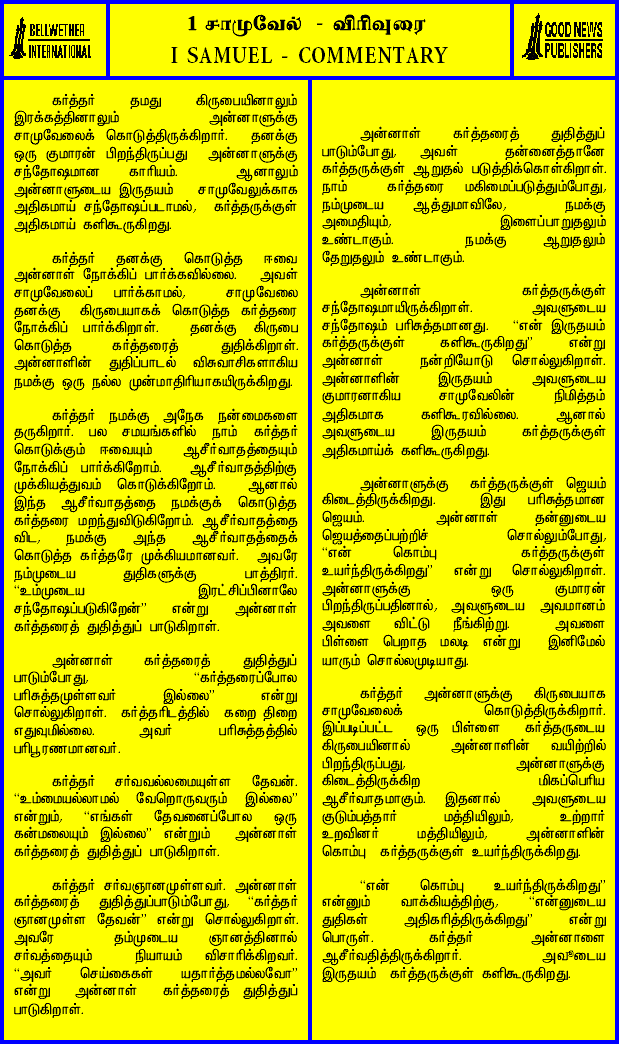 BELLWETHER
INTERNATIONAL
1 சாமுவேல் - விரிவுரை
I SAMUEL - COMMENTARY
GOOD NEWS
PUBLISHERS
கர்த்தர் தமது கிருபையினாலும்
இரக்கத்தினாலும் அன்னாளுக்கு
சாமுவேலைக் கொடுத்திருக்கிறார். தனக்கு
ஒரு குமாரன் பிறந்திருப்பது அன்னாளுக்கு
சந்தோஷமான காரியம். ஆனாலும்
அன்னாளுடைய இருதயம் சாமுவேலுக்காக
அதிகமாய் சந்தோஷப்படாமல், கர்த்தருக்குள்
அதிகமாய் களிகூருகிறது.
கர்த்தர் தனக்கு கொடுத்த ஈவை
அன்னாள் நோக்கிப் பார்க்கவில்லை. அவள்
சாமுவேலைப் பார்க்காமல், சாமுவேலை
தனக்கு கிருபையாகக் கொடுத்த கர்த்தரை
நோக்கிப் பார்க்கிறாள். தனக்கு கிருபை
கொடுத்த கர்த்தரைத் துதிக்கிறாள்.
அன்னாளின் துதிப்பாடல் விசுவாசிகளாகிய
நமக்கு ஒரு நல்ல முன்மாதிரியாகயிருக்கிறது.
கர்த்தர் நமக்கு அநேக நன்மைகளை
தருகிறார். பல சமயங்களில் நாம் கர்த்தர்
கொடுக்கும் ஈவையும் ஆசீர்வாதத்தையும்
நோக்கிப் பார்க்கிறோம். ஆசீர்வாதத்திற்கு
முக்கியத்துவம் கொடுக்கிறோம். ஆனால்
இந்த ஆசீர்வாதத்தை நமக்குக் கொடுத்த
கர்த்தரை மறந்துவிடுகிறோம். ஆசீர்வாதத்தை
விட, நமக்கு அந்த ஆசீர்வாதத்தைக்
கொடுத்த கர்த்தரே முக்கியமானவர். அவரே
நம்முடைய துதிகளுக்கு பாத்திரர்.
“உம்முடைய இரட்சிப்பினாலே
சந்தோஷப்படுகிறேன்” என்று அன்னாள்
கர்த்தரைத் துதித்துப் பாடுகிறாள்.
அன்னாள் கர்த்தரைத் துதித்துப்
பாடும்போது, “கர்த்தரைப்போல
பரிசுத்தமுள்ளவர் இல்லை” என்று
சொல்லுகிறாள். கர்த்தரிடத்தில் கறை திறை
எதுவுமில்லை. அவர் பரிசுத்தத்தில்
பரிபூரணமானவர்.
கர்த்தர் சர்வவல்லமையுள்ள தேவன்.
“உம்மையல்லாமல் வேறொருவரும் இல்லை”
என்றும், “எங்கள் தேவனைப்போல ஒரு
கன்மலையும் இல்லை” என்றும் அன்னாள்
கர்த்தரைத் துதித்துப் பாடுகிறாள்.
கர்த்தர் சர்வஞானமுள்ளவர். அன்னாள்
கர்த்தரைத் துதித்துப்பாடும்போது, “கர்த்தர்
ஞானமுள்ள தேவன்” என்று சொல்லுகிறாள்.
அவரே தம்முடைய ஞானத்தினால்
சர்வத்தையும் நியாயம் விசாரிக்கிறவர்.
“அவர் செய்கைகள் யதார்த்தமல்லவோ”
என்று அன்னாள் கர்த்தரைத் துதித்துப்
பாடுகிறாள்.
அன்னாள் கர்த்தரைத் துதித்துப்
பாடும்போது, அவள் தன்னைத்தானே
கர்த்தருக்குள் ஆறுதல் படுத்திக்கொள்கிறாள்.
நாம் கர்த்தரை மகிமைப்படுத்தும்போது,
நம்முடைய ஆத்துமாவிலே, நமக்கு
அமைதியும், இளைப்பாறுதலும்
உண்டாகும். நமக்கு ஆறுதலும்
தேறுதலும் உண்டாகும்.
அன்னாள் கர்த்தருக்குள்
சந்தோஷமாயிருக்கிறாள். அவளுடைய
சந்தோஷம் பரிசுத்தமானது. “என் இருதயம்
கர்த்தருக்குள் களிகூருகிறது” என்று
அன்னாள் நன்றியோடு சொல்லுகிறாள்.
அன்னாளின் இருதயம் அவளுடைய
குமாரனாகிய சாமுவேலின் நிமித்தம்
அதிகமாக களிகூரவில்லை. ஆனால்
அவளுடைய இருதயம் கர்த்தருக்குள்
அதிகமாய்க் களிகூருகிறது.
அன்னாளுக்கு கர்த்தருக்குள் ஜெயம்
கிடைத்திருக்கிறது. இது பரிசுத்தமான
ஜெயம். அன்னாள் தன்னுடைய
ஜெயத்தைப்பற்றிச் சொல்லும்போது,
“என் கொம்பு கர்த்தருக்குள்
உயர்ந்திருக்கிறது” என்று சொல்லுகிறாள்.
அன்னாளுக்கு ஒரு குமாரன்
பிறந்திருப்பதினால், அவளுடைய அவமானம்
அவளை விட்டு நீங்கிற்று. அவளை
பிள்ளை பெறாத மலடி என்று இனிமேல்
யாரும் சொல்லமுடியாது.
கர்த்தர் அன்னாளுக்கு கிருபையாக
சாமுவேலைக் கொடுத்திருக்கிறார்.
இப்படிப்பட்ட ஒரு பிள்ளை கர்த்தருடைய
கிருபையினால் அன்னாளின் வயிற்றில்
பிறந்திருப்பது, அன்னாளுக்கு
கிடைத்திருக்கிற மிகப்பெரிய
ஆசீர்வாதமாகும். இதனால் அவளுடைய
குடும்பத்தார் மத்தியிலும், உற்றார்
உறவினர் மத்தியிலும், அன்னாளின்
கொம்பு கர்த்தருக்குள் உயர்ந்திருக்கிறது.
“என் கொம்பு உயர்ந்திருக்கிறது”
என்னும் வாக்கியத்திற்கு, “என்னுடைய
துதிகள் அதிகரித்திருக்கிறது” என்று
பொருள். கர்த்தர் அன்னாளை
ஆசீர்வதித்திருக்கிறார். அவளுடைய
இருதயம் கர்த்தருக்குள் களிகூருகிறது.